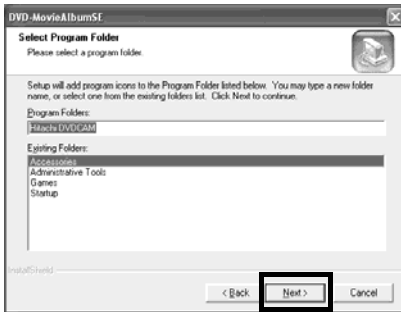 DVD-MovieAlbumSE
Select Program Folder
Please select a program folder.
Setup will add program icons to the Program Folder listed below. You may type a new folder
name, or select one from the existing folders list. Click Next to continue.
Program Folders:
Hitachi DVDCAM
Existing Folders:
Accessories
Administrative Tools
Games
Startup
InstallShield
< Back
Next >
Cancel